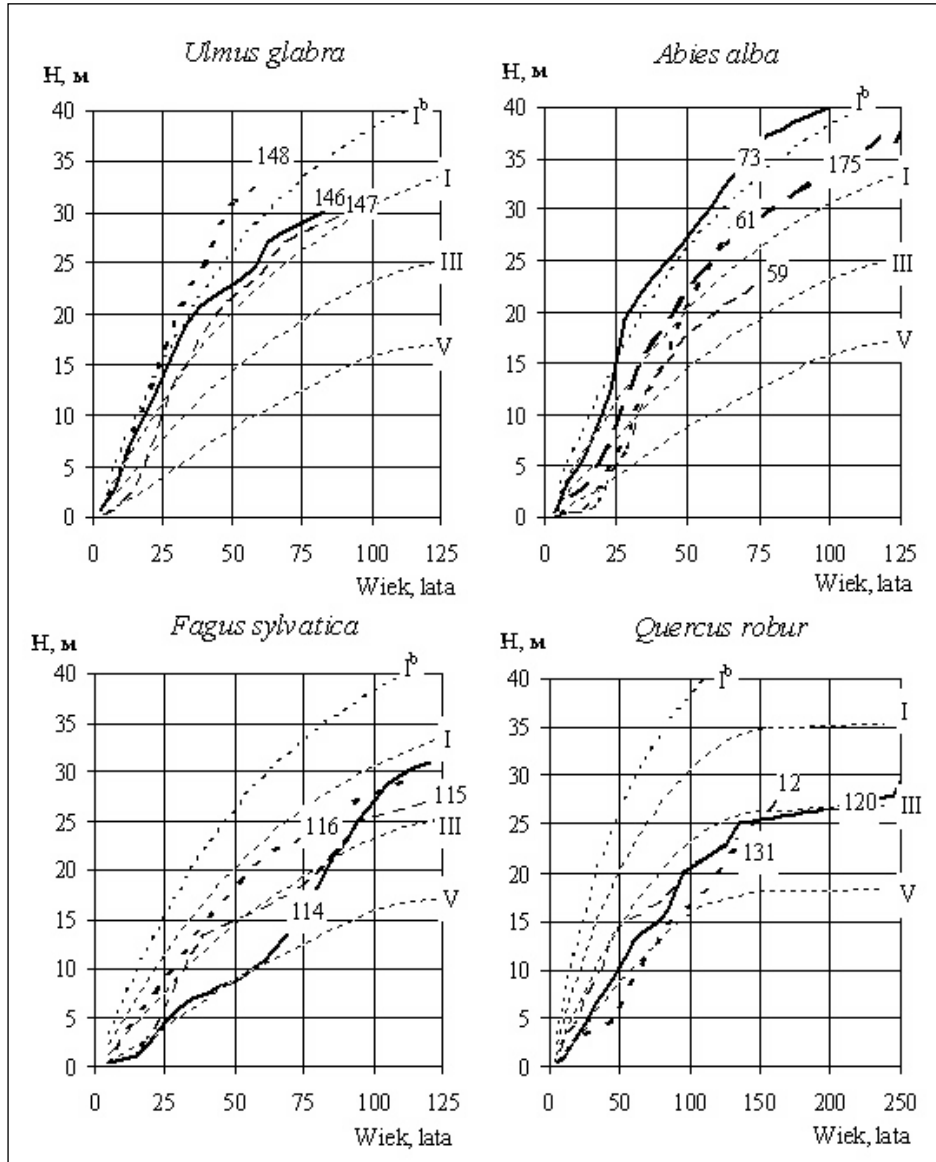 Ulmus glabra
Н, м
40
35
30
25
20
15
10
5
0
0 25 50 75 100 125
Wiek, lata
148
146
147
Iᵇ
I
III
V
Abies alba
Н, м
40
35
30
25
20
15
10
5
0
0 25 50 75 100 125
Wiek, lata
73
Iᵇ
175
I
61
59
III
V
Fagus sylvatica
Н, м
40
35
30
25
20
15
10
5
0
0 25 50 75 100 125
Wiek, lata
Iᵇ
I
115
116
III
114
V
Quercus robur
Н, м
40
35
30
25
20
15
10
5
0
0 50 100 150 200 250
Wiek, lata
Iᵇ
I
12
120
III
131
V